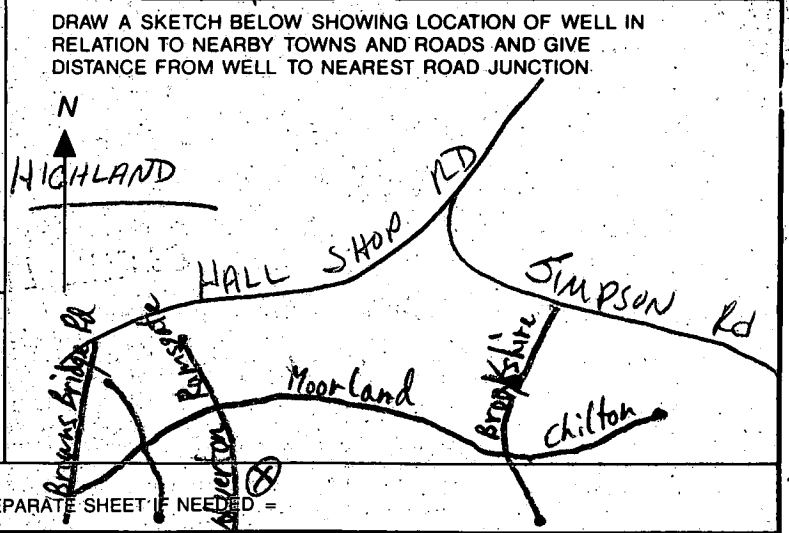 DRAW A SKETCH BELOW SHOWING LOCATION OF WELL IN
RELATION TO NEARBY TOWNS AND ROADS AND GIVE
DISTANCE FROM WELL TO NEAREST ROAD JUNCTION
N
HIGHLAND
HALL SHOP RD
SIMPSON Rd
Browns Bridge Rd
Ramsgate
Moorland
Brookshire
Chilton
EPARATE SHEET IF NEEDED =